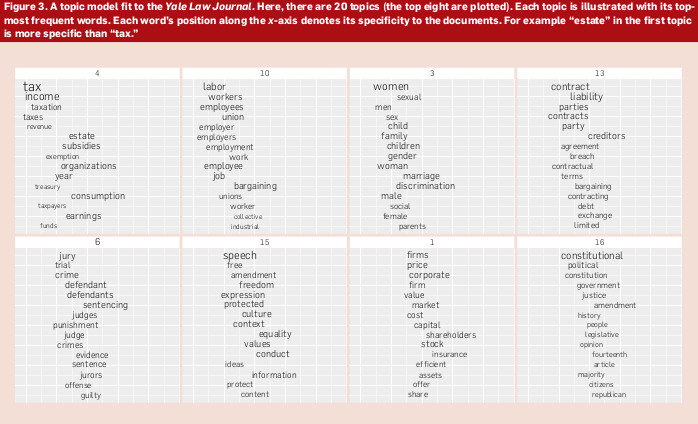 Figure 3. A topic model fit to the Yale Law Journal. Here, there are 20 topics (the top eight are plotted). Each topic is illustrated with its top-
most frequent words. Each word's position along the x-axis denotes its specificity to the documents. For example "estate" in the first topic
is more specific than "tax."
4
tax
income
taxation
taxes
revenue
estate
subsidies
exemption
organizations
year
treasury
consumption
taxpayers
earnings
funds
10
labor
workers
employees
union
employer
employers
employment
work
employee
job
bargaining
unions
worker
collective
industrial
3
women
sexual
men
sex
child
family
children
gender
woman
marriage
discrimination
male
social
female
parents
13
contract
liability
parties
contracts
party
creditors
agreement
breach
contractual
terms
bargaining
contracting
debt
exchange
limited
6
jury
trial
crime
defendant
defendants
sentencing
judges
punishment
judge
crimes
evidence
sentence
jurors
offense
guilty
15
speech
free
amendment
freedom
expression
protected
culture
context
equality
values
conduct
ideas
information
protect
content
1
firms
price
corporate
firm
value
market
cost
capital
shareholders
stock
insurance
efficient
assets
offer
share
16
constitutional
political
constitution
government
justice
amendment
history
people
legislative
opinion
fourteenth
article
majority
citizens
republican